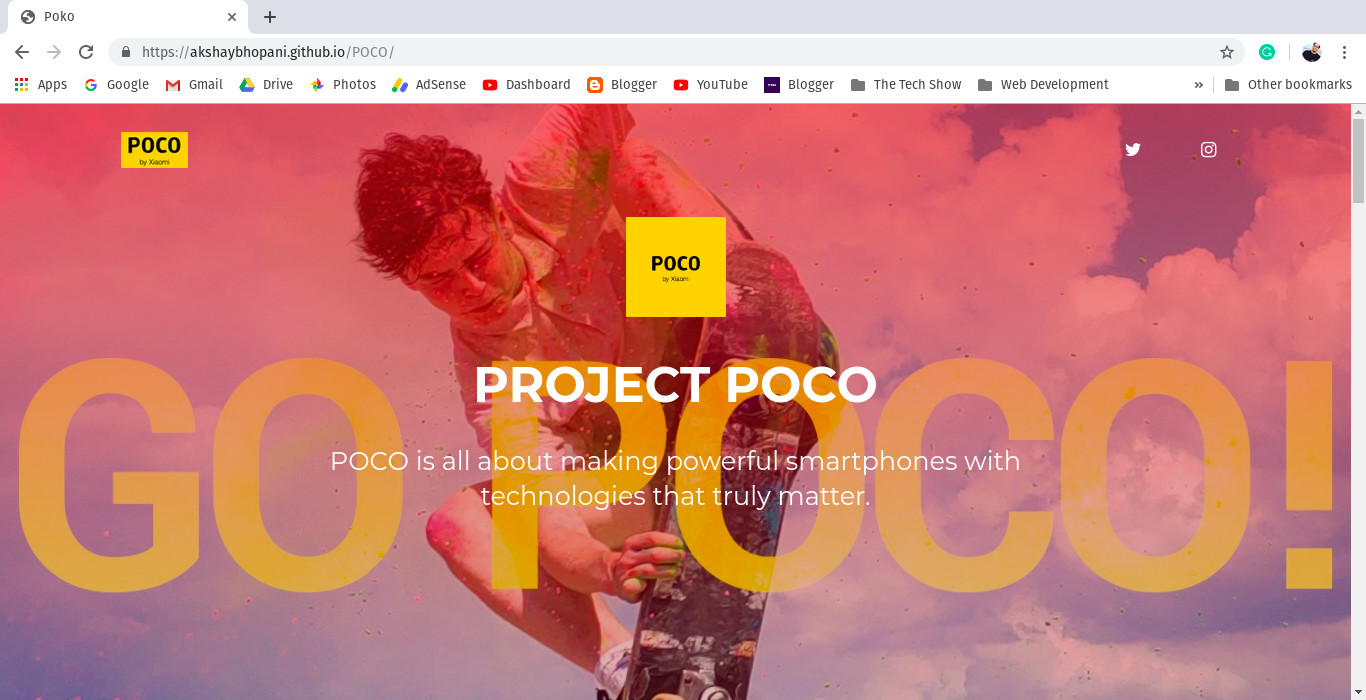 Poko
https://akshaybhopani.github.io/POCO/
Apps Google Gmail Drive Photos AdSense Dashboard Blogger YouTube Blogger The Tech Show Web Development » Other bookmarks
POCO
by Xiaomi
POCO
by Xiaomi
GO POCO!
PROJECT POCO
POCO is all about making powerful smartphones with
technologies that truly matter.